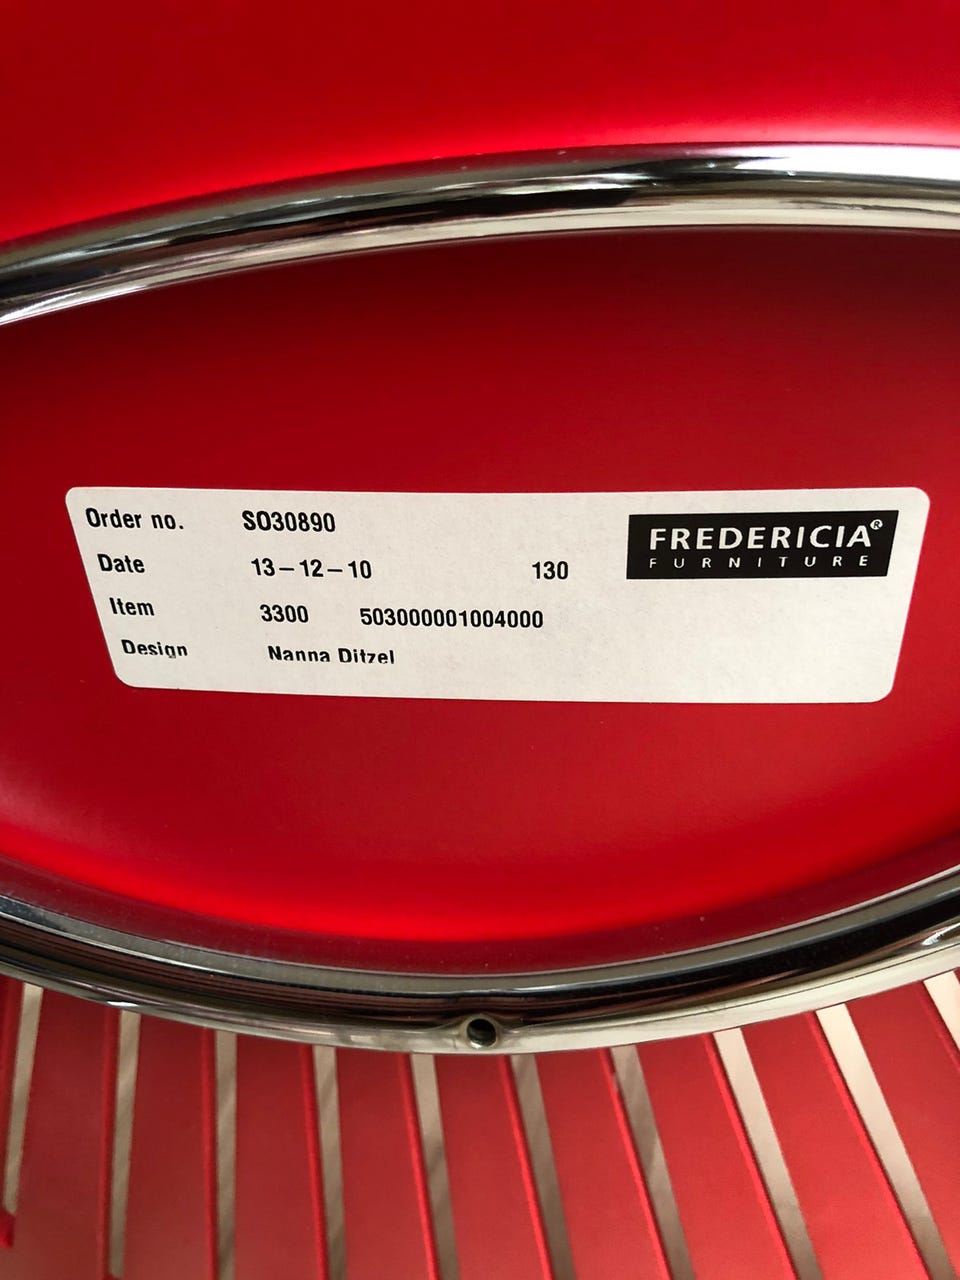 Order no. SO30890
FREDERICIA®
FURNITURE
Date 13-12-10 130
Item 3300 503000001004000
Design Nanna Ditzel